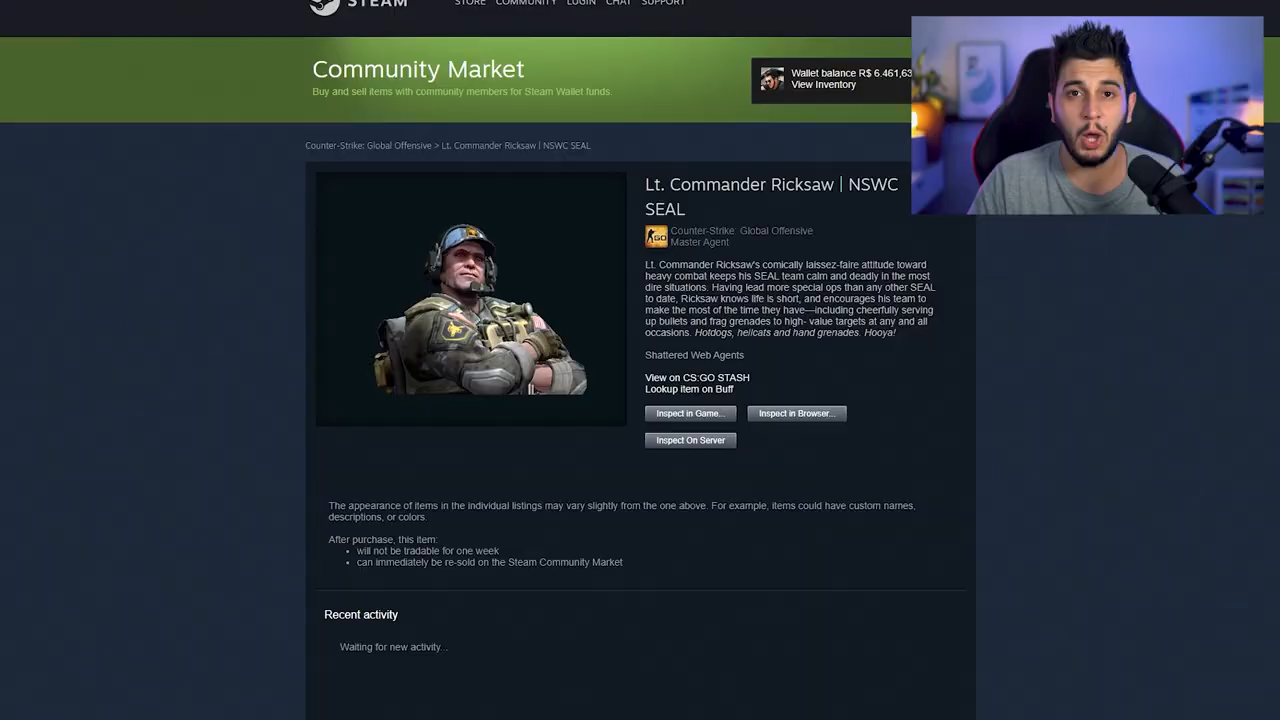 STEAM
STORE COMMUNITY LOGIN CHAT SUPPORT
Community Market
Buy and sell items with community members for Steam Wallet funds.
Wallet balance R$ 6.461,63
View Inventory
Counter-Strike: Global Offensive > Lt. Commander Ricksaw | NSWC SEAL
Lt. Commander Ricksaw | NSWC
SEAL
Counter-Strike: Global Offensive
Master Agent
Lt. Commander Ricksaw's comically laissez-faire attitude toward
heavy combat keeps his SEAL team calm and deadly in the most
dire situations. Having lead more special ops than any other SEAL
to date, Ricksaw knows life is short, and encourages his team to
make the most of the time they have—including cheerfully serving
up bullets and frag grenades to high- value targets at any and all
occasions. Hotdogs, hellcats and hand grenades. Hooya!
Shattered Web Agents
View on CS:GO STASH
Lookup item on Buff
Inspect in Game...
Inspect in Browser...
Inspect On Server
The appearance of items in the individual listings may vary slightly from the one above. For example, items could have custom names,
descriptions, or colors.
After purchase, this item:
• will not be tradable for one week
• can immediately be re-sold on the Steam Community Market
Recent activity
Waiting for new activity...